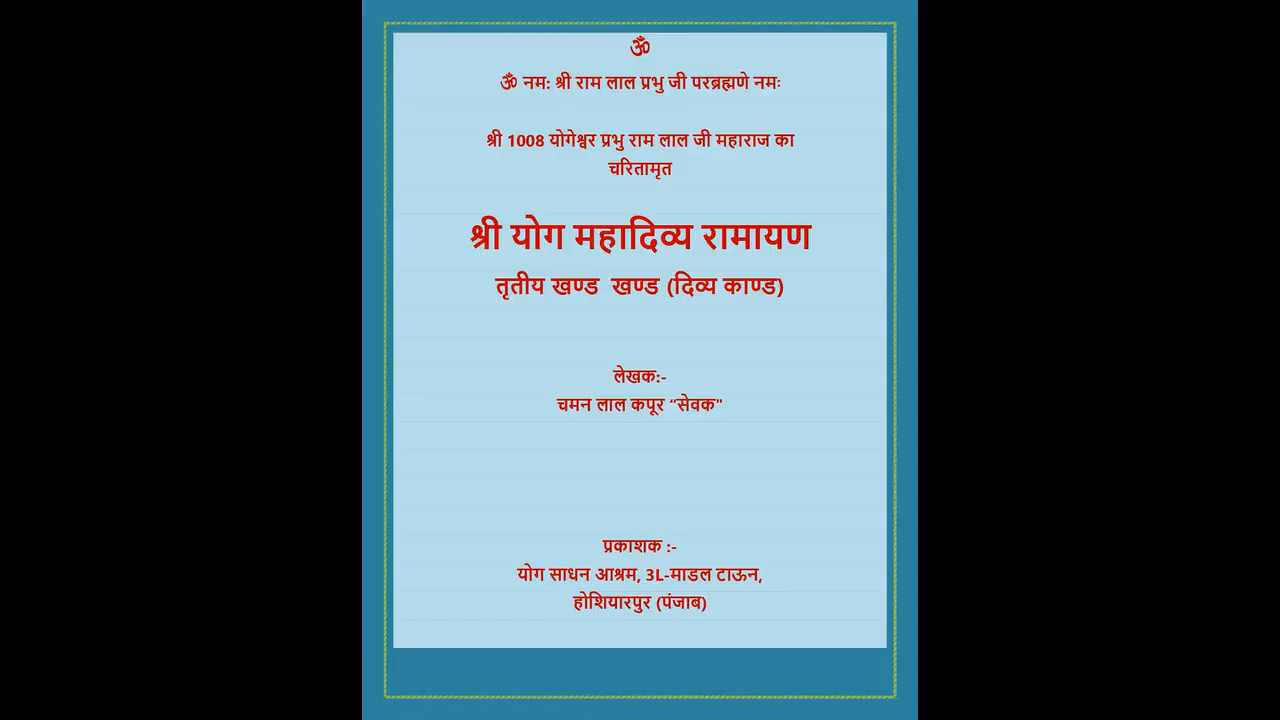 ॐ
ॐ नम: श्री राम लाल प्रभु जी परब्रह्मणे नमः
श्री 1008 योगेश्वर प्रभु राम लाल जी महाराज का
चरितामृत
श्री योग महादिव्य रामायण
तृतीय खण्ड खण्ड (दिव्य काण्ड)
लेखक:-
चमन लाल कपूर “सेवक"
प्रकाशक :-
योग साधन आश्रम, 3L-माडल टाऊन,
होशियारपुर (पंजाब)